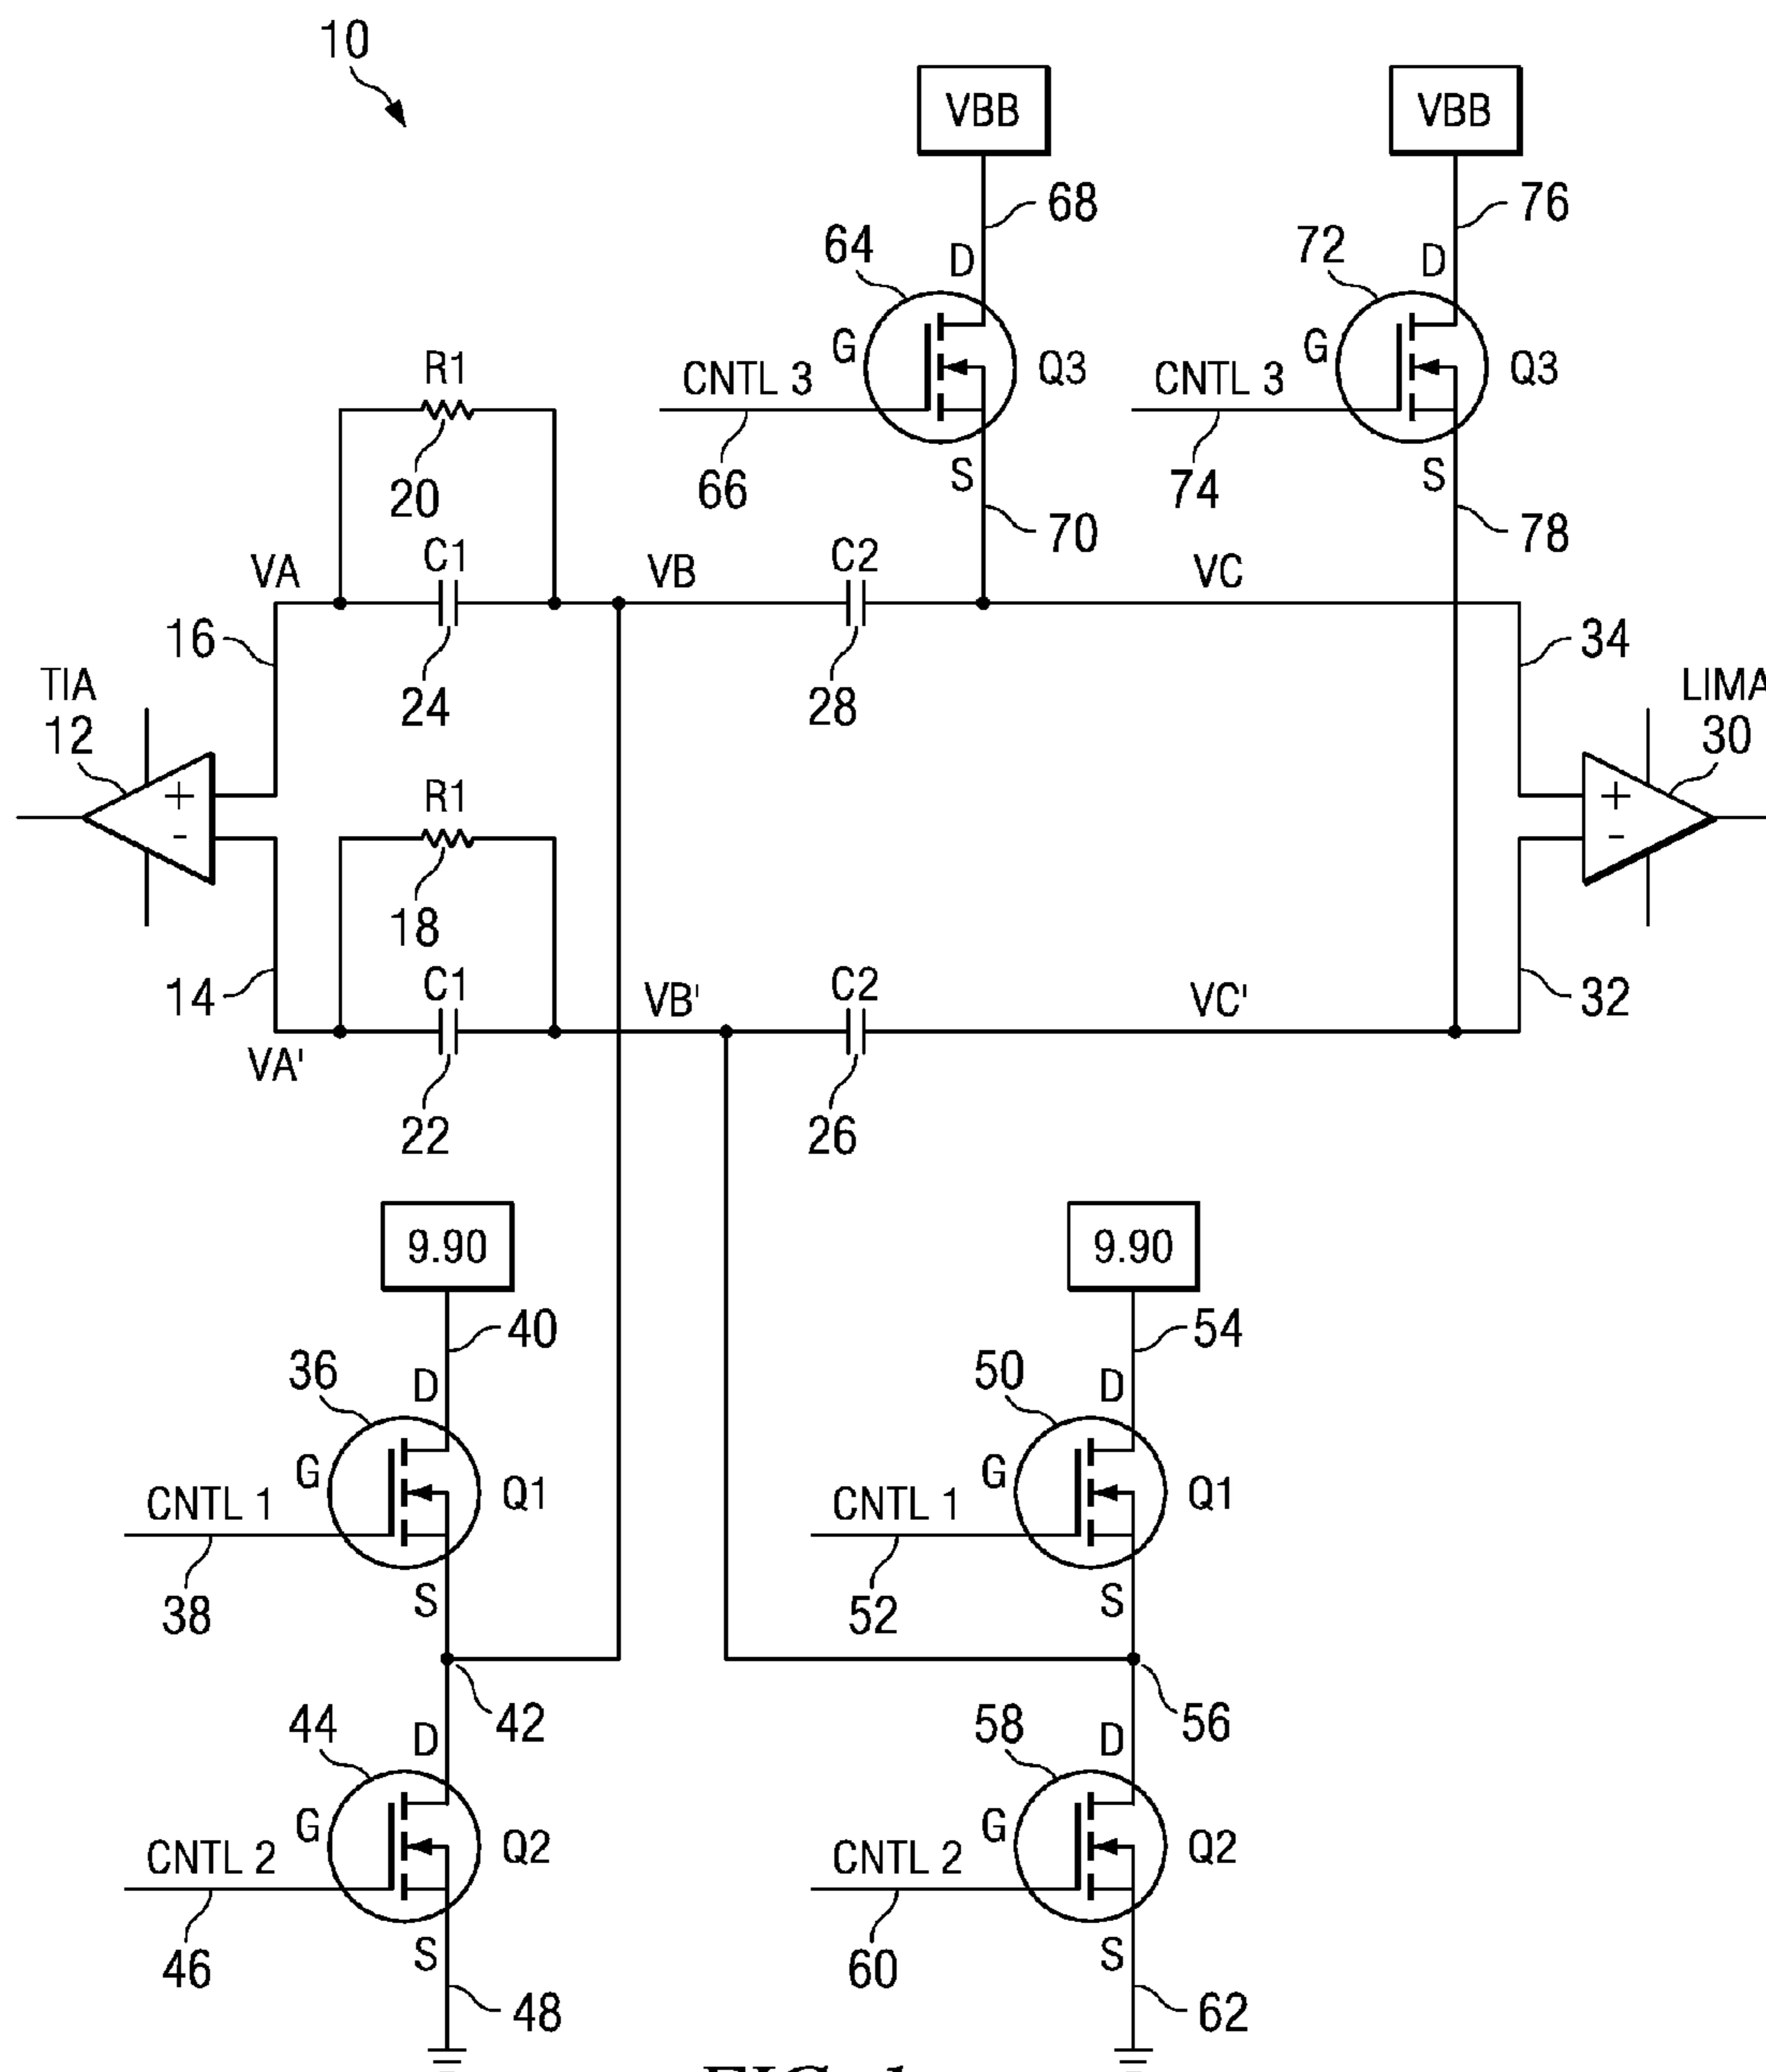 10
VBB
VBB
68
76
64
D
72
D
G
Q3
G
Q3
CNTL 3
CNTL 3
R1
20
66
S
74
S
70
78
VA
C1
VB
C2
VC
16
24
28
34
TIA
12
LIMA
30
+
-
R1
+
-
18
14
C1
VB'
C2
VC'
32
VA'
22
26
9.90
9.90
40
54
36
D
50
D
G
Q1
G
Q1
CNTL 1
CNTL 1
38
S
52
S
44
42
58
56
D
D
G
Q2
G
Q2
CNTL 2
CNTL 2
46
S
60
S
48
62